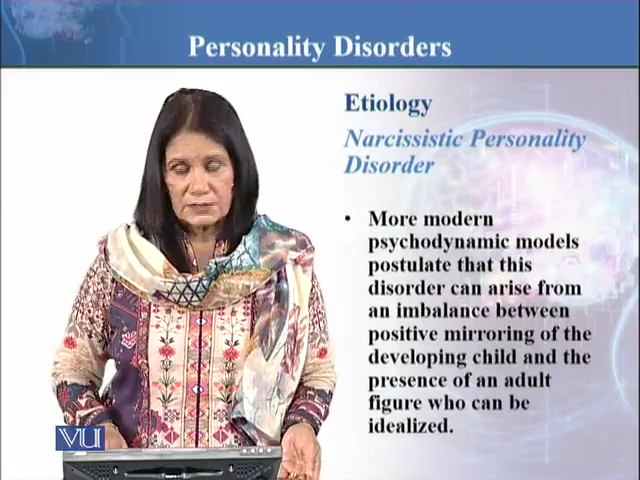 Personality Disorders
Etiology
Narcissistic Personality
Disorder
• More modern
psychodynamic models
postulate that this
disorder can arise from
an imbalance between
positive mirroring of the
developing child and the
presence of an adult
figure who can be
idealized.
VU